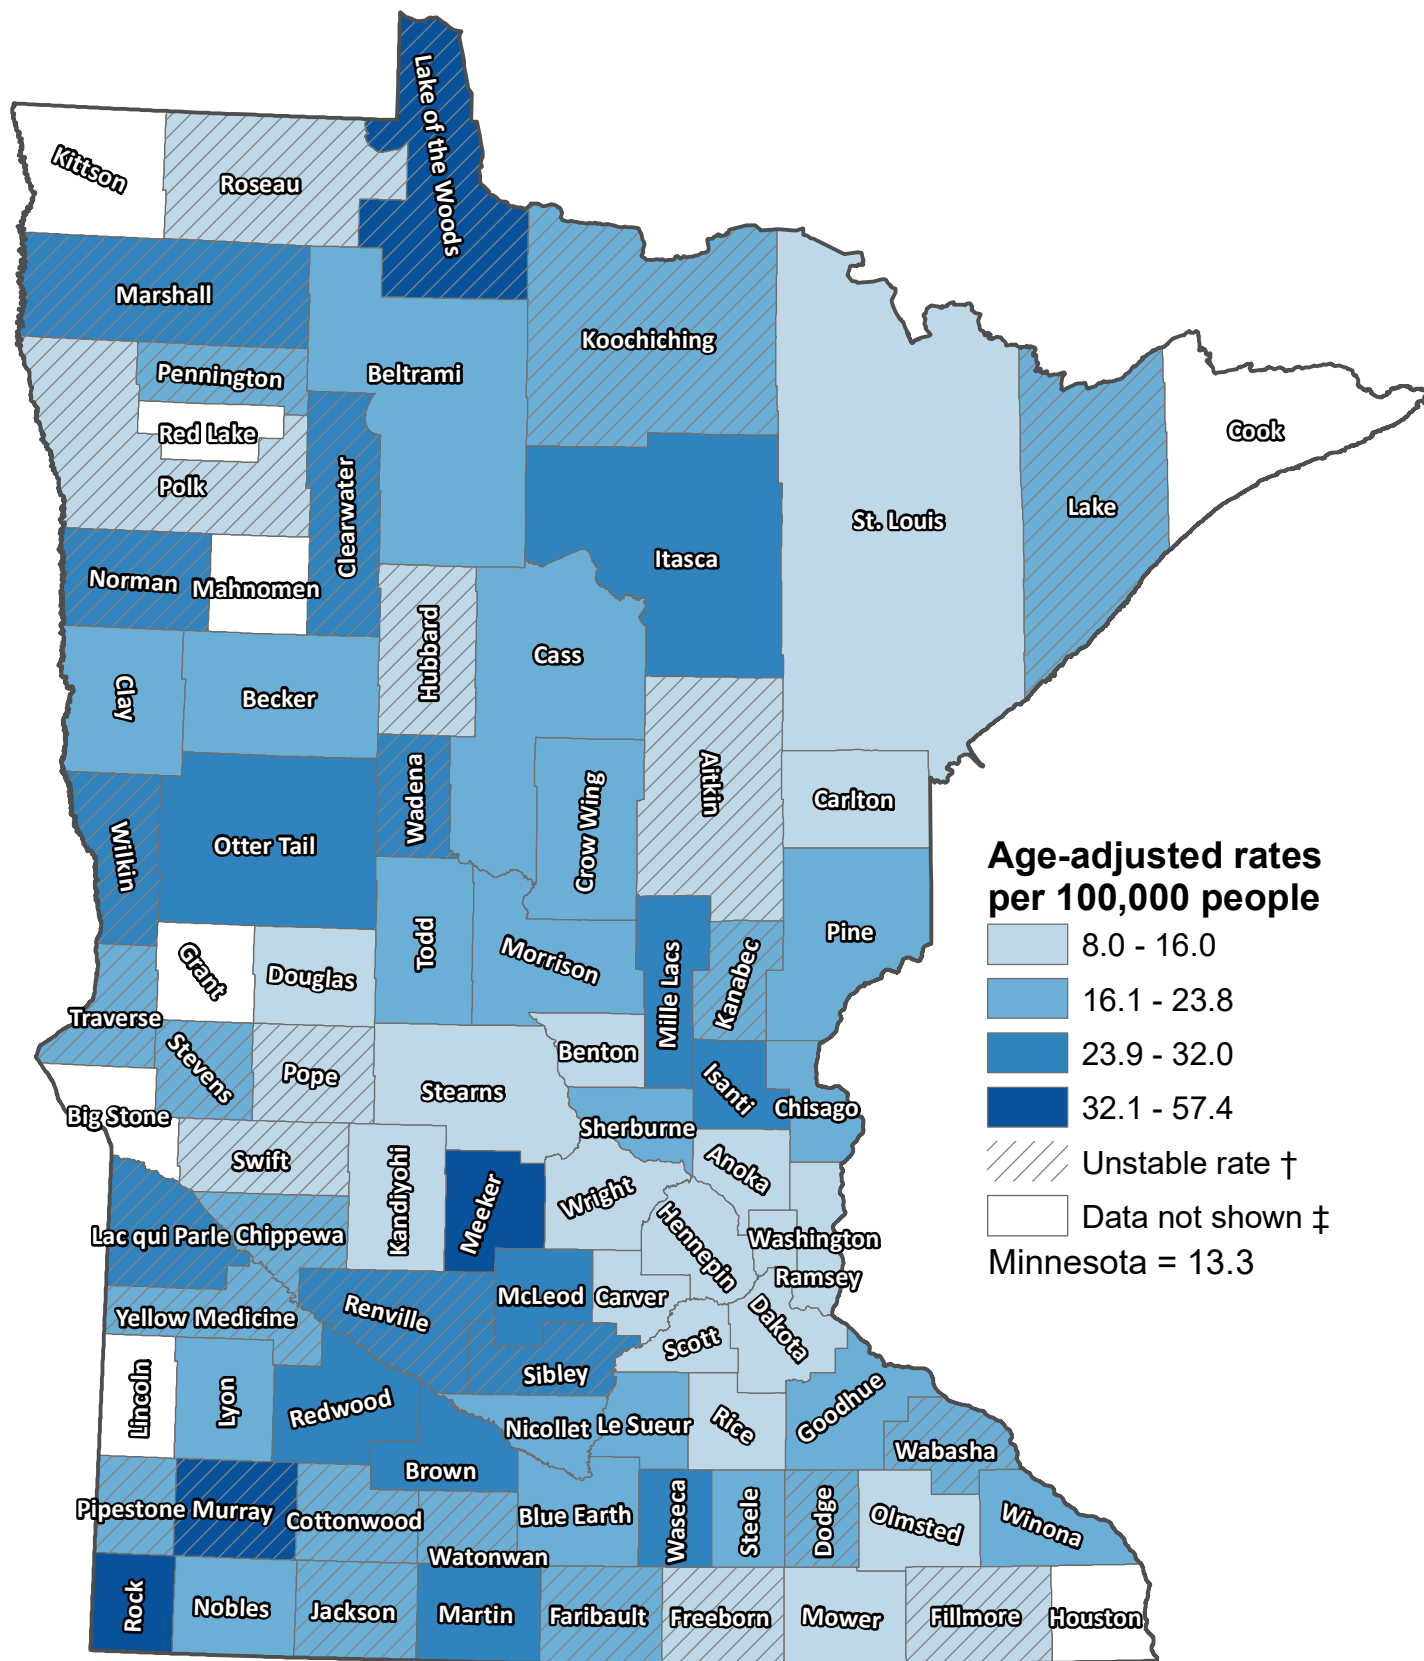 Lake of the Woods
Kittson
Roseau
Marshall
Koochiching
Beltrami
Pennington
Red Lake
Cook
Polk
Clearwater
Lake
St. Louis
Itasca
Norman
Mahnomen
Hubbard
Cass
Clay
Becker
Aitkin
Wadena
Crow Wing
Carlton
Wilkin
Otter Tail
Age-adjusted rates
per 100,000 people
8.0 - 16.0
16.1 - 23.8
23.9 - 32.0
32.1 - 57.4
Unstable rate †
Data not shown ‡
Minnesota = 13.3
Todd
Morrison
Pine
Grant
Douglas
Mille Lacs
Kanabec
Traverse
Stevens
Pope
Benton
Stearns
Isanti
Chisago
Big Stone
Sherburne
Swift
Anoka
Kandiyohi
Meeker
Wright
Hennepin
Washington
Lac qui Parle
Chippewa
Ramsey
Renville
McLeod
Carver
Yellow Medicine
Dakota
Scott
Sibley
Lincoln
Lyon
Redwood
Goodhue
Nicollet
Le Sueur
Rice
Wabasha
Brown
Pipestone
Murray
Cottonwood
Blue Earth
Waseca
Steele
Dodge
Olmsted
Winona
Watonwan
Rock
Nobles
Jackson
Martin
Faribault
Freeborn
Mower
Fillmore
Houston